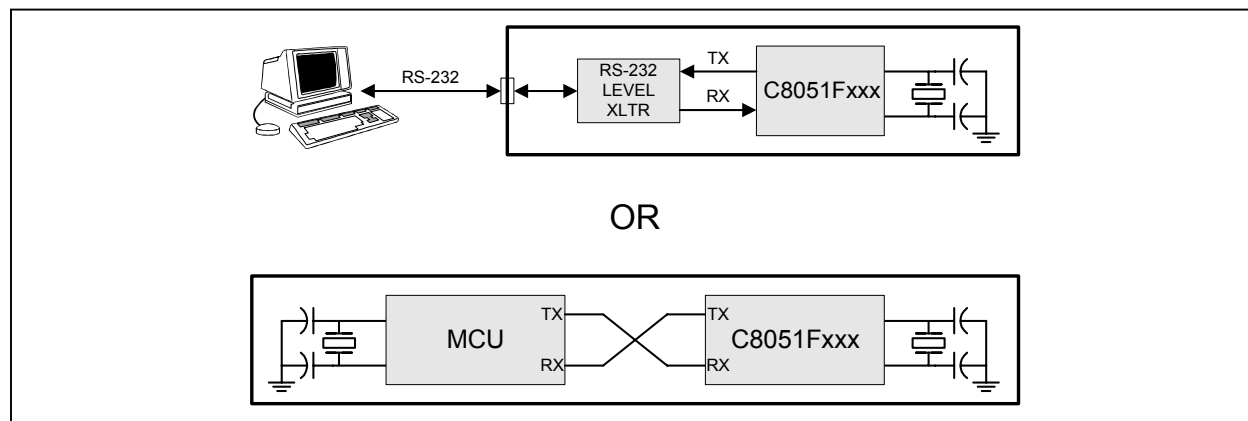 RS-232
RS-232
LEVEL
XLTR
TX
RX
C8051Fxxx
OR
MCU
TX
RX
TX
RX
C8051Fxxx